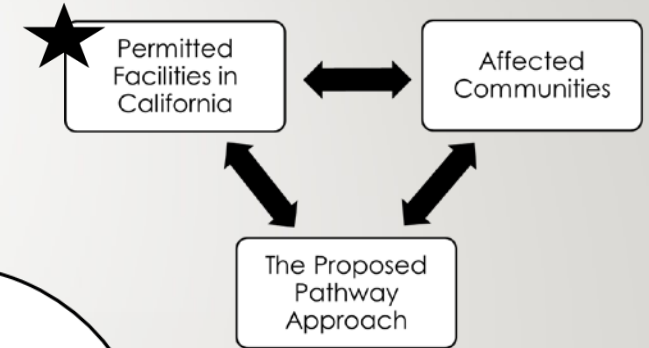 Permitted
Facilities in
California
Affected
Communities
The Proposed
Pathway
Approach